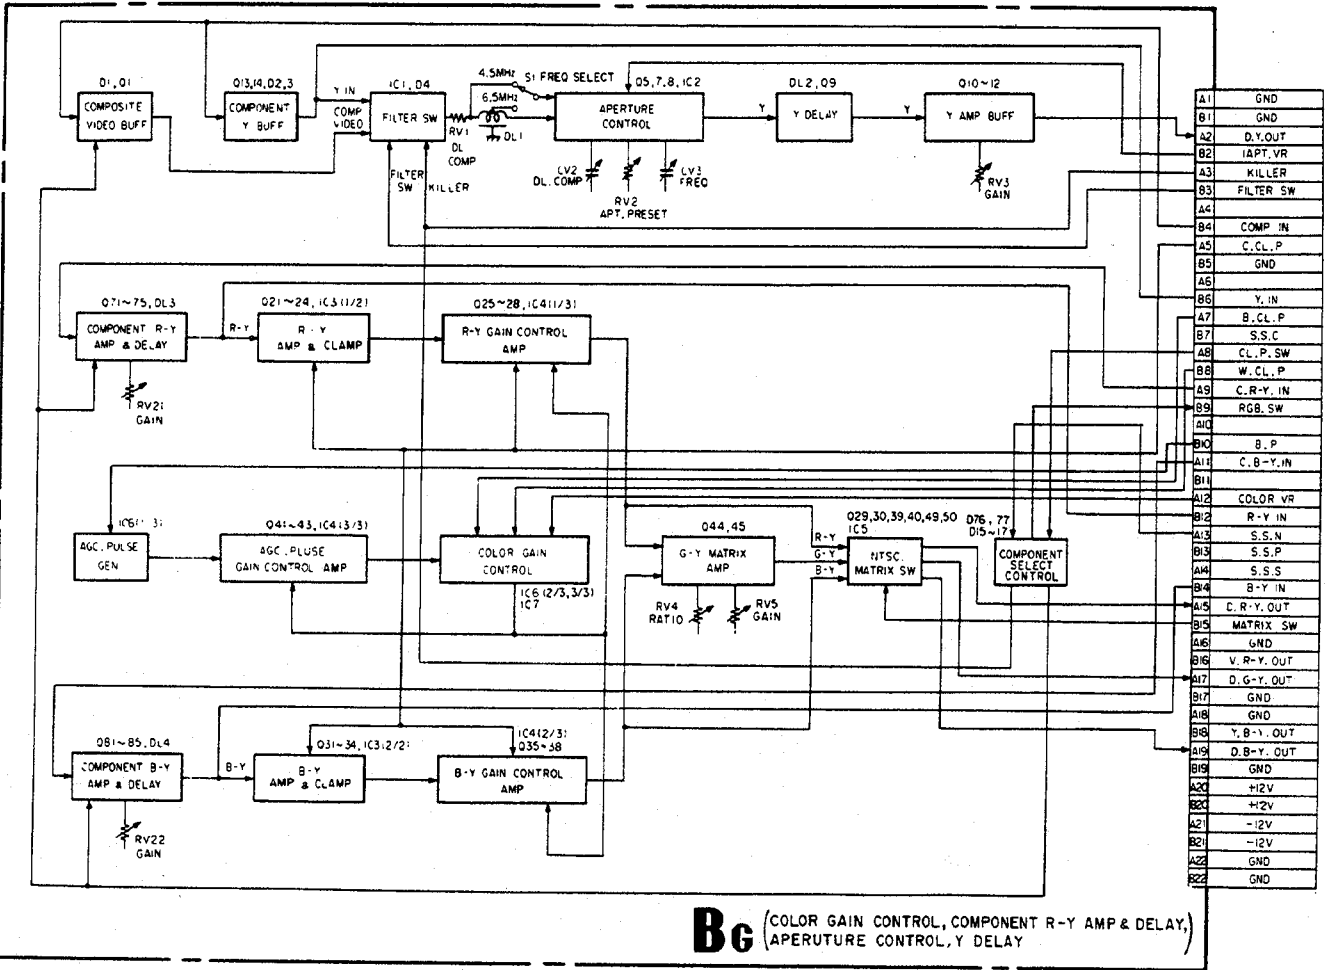 D1, Q1
COMPOSITE
VIDEO BUFF
Q13,14,D2,3
COMPONENT
Y BUFF
Y IN
COMP
VIDEO
IC1, D4
FILTER SW
RV1
DL
COMP
4.5MHz
S1 FREQ SELECT
6.5MHz
DL1
Q5,7,8,IC2
APERTURE
CONTROL
Y
DL2, Q9
Y DELAY
Y
Q10~12
Y AMP BUFF
FILTER
SW
KILLER
CV2
DL.COMP
RV2
APT.PRESET
CV3
FREQ
RV3
GAIN
Q71~75, DL3
COMPONENT R-Y
AMP & DELAY
R-Y
Q21~24, IC3(1/2)
R-Y
AMP & CLAMP
Q25~28, IC4(1/3)
R-Y GAIN CONTROL
AMP
RV21
GAIN
AGC.PULSE
GEN
Q41~43, IC4(3/3)
AGC.PLUSE
GAIN CONTROL AMP
COLOR GAIN
CONTROL
IC6(2/3,3/3)
IC7
Q44,45
G-Y MATRIX
AMP
RV4
RATIO
RV5
GAIN
R-Y
G-Y
B-Y
Q29,30,39,40,49,50
IC5
NTSC
MATRIX SW
D76, 77
D15~17
COMPONENT
SELECT
CONTROL
Q81~85, DL4
COMPONENT B-Y
AMP & DELAY
B-Y
Q31~34, IC3(2/2)
B-Y
AMP & CLAMP
IC4(2/3)
Q35~38
B-Y GAIN CONTROL
AMP
RV22
GAIN
A1 GND
B1 GND
A2 D.Y.OUT
B2 IAPT.VR
A3 KILLER
B3 FILTER SW
A4
B4 COMP IN
A5 C.CL.P
B5 GND
A6
B6 Y.IN
A7 B.CL.P
B7 S.S.C
A8 CL.P.SW
B8 W.CL.P
A9 C.R-Y.IN
B9 RGB.SW
A10
B10 B.P
A11 C.B-Y.IN
B11
A12 COLOR VR
B12 R-Y IN
A13 S.S.N
B13 S.S.P
A14 S.S.S
B14 B-Y IN
A15 D.R-Y.OUT
B15 MATRIX SW
A16 GND
B16 V.R-Y.OUT
A17 D.G-Y.OUT
B17 GND
A18 GND
B18 Y.B-Y.OUT
A19 D.B-Y.OUT
B19 GND
A20 +12V
B20 +12V
A21 -12V
B21 -12V
A22 GND
B22 GND
BG (COLOR GAIN CONTROL, COMPONENT R-Y AMP & DELAY,
APERUTURE CONTROL, Y DELAY)